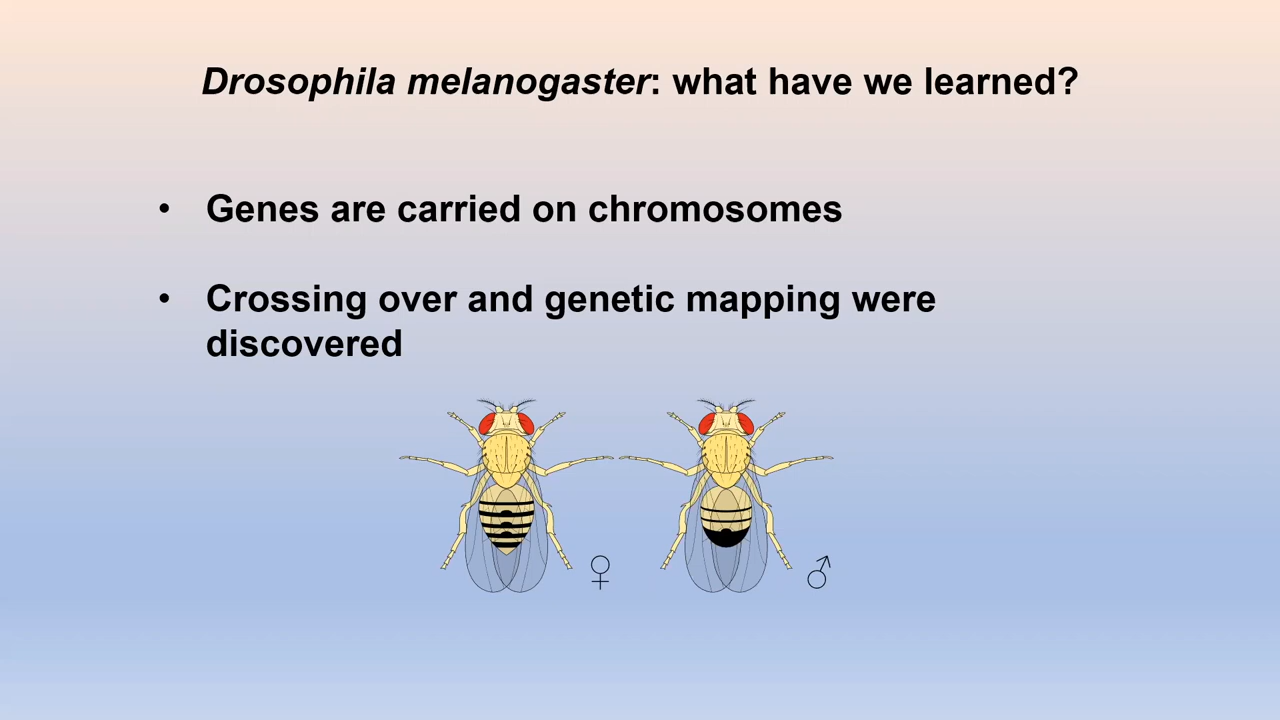 Drosophila melanogaster: what have we learned?
• Genes are carried on chromosomes
• Crossing over and genetic mapping were
discovered
♀ ♂